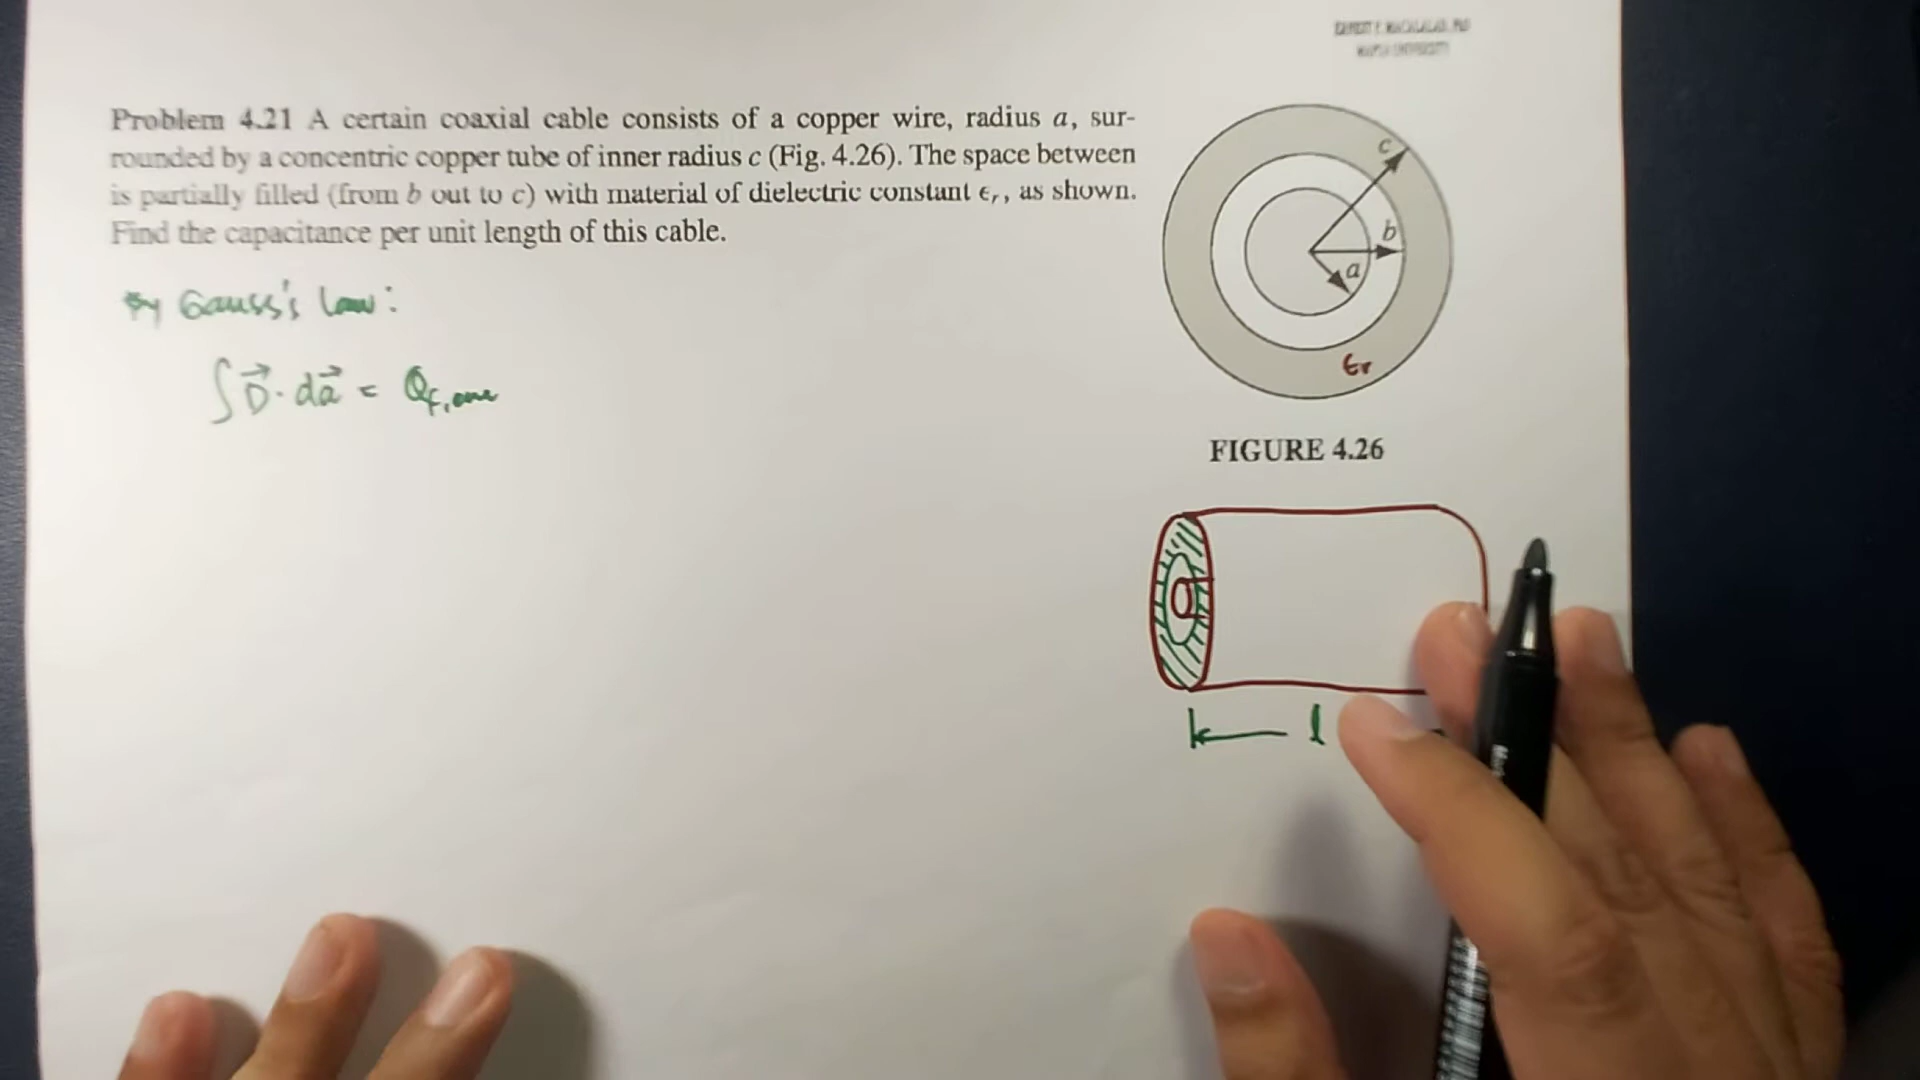 Problem 4.21 A certain coaxial cable consists of a copper wire, radius a, sur-
rounded by a concentric copper tube of inner radius c (Fig. 4.26). The space between
is partially filled (from b out to c) with material of dielectric constant ϵr, as shown.
Find the capacitance per unit length of this cable.
By Gauss's Law:
∫D⃗·da⃗ = Qf,enc
c
b
a
ϵr
FIGURE 4.26
l